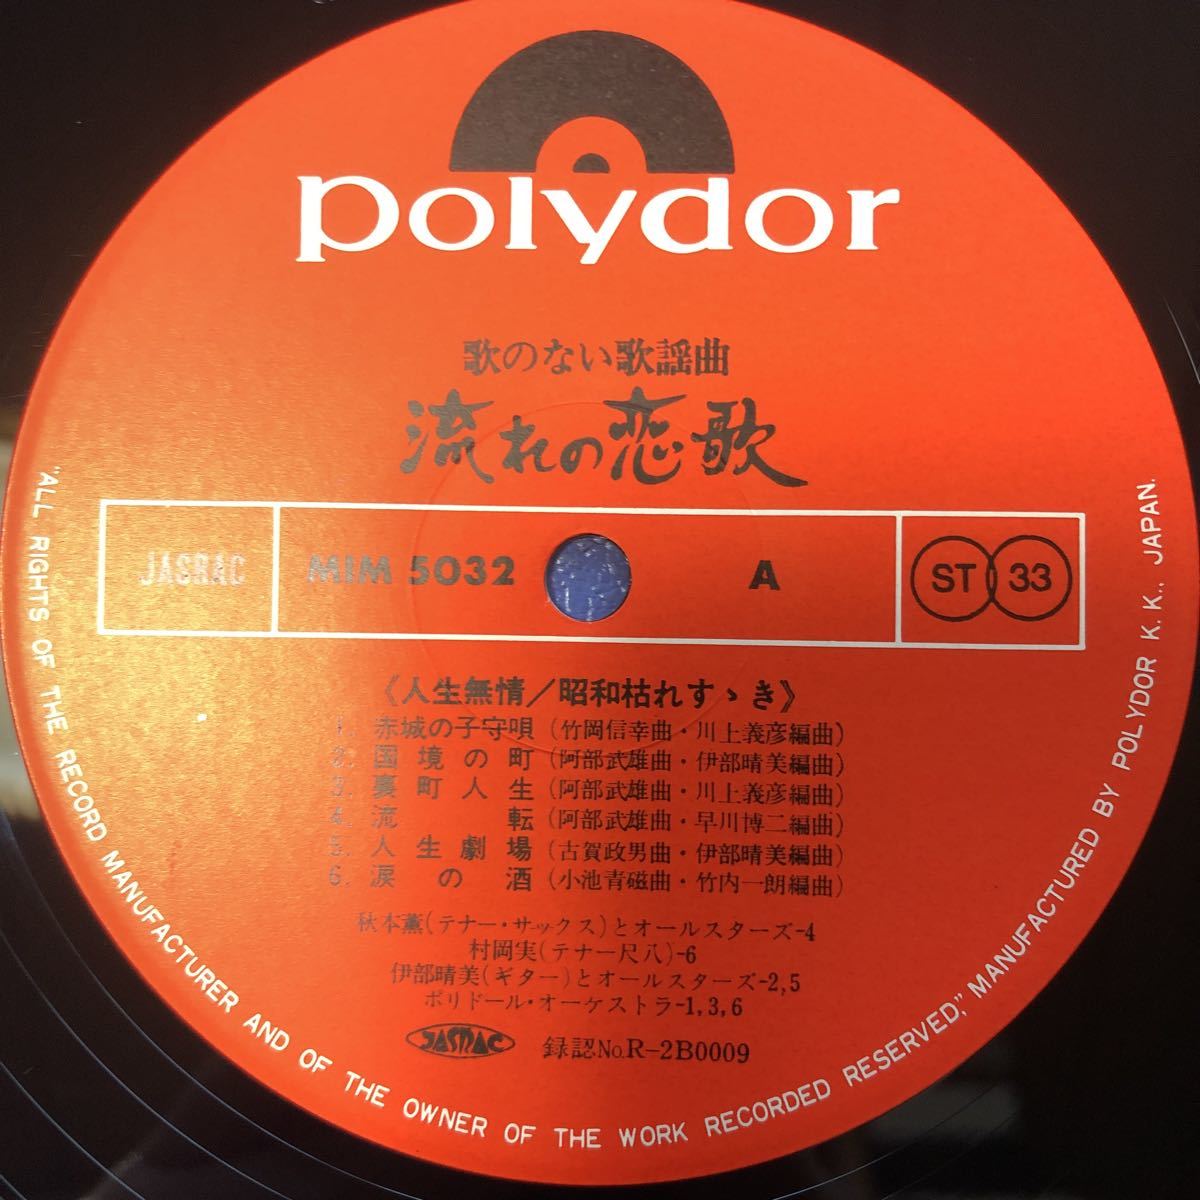 polydor
歌のない歌謡曲
流れの恋歌
JASRAC MIM 5032 A ST 33
《人生無情／昭和枯れすゝき》
1. 赤城の子守唄（竹岡信幸曲・川上義彦編曲）
2. 国境の町（阿部武雄曲・伊部晴美編曲）
3. 裏町人生（阿部武雄曲・川上義彦編曲）
4. 流転（阿部武雄曲・早川博二編曲）
5. 人生劇場（古賀政男曲・伊部晴美編曲）
6. 涙の酒（小池青磁曲・竹内一朗編曲）
秋本薫（テナー・サックス）とオールスターズ-4
村岡実（テナー尺八）-6
伊部晴美（ギター）とオールスターズ-2,5
ポリドール・オーケストラ-1,3,6
JASRAC 録認No.R-2B0009
"ALL RIGHTS OF THE RECORD MANUFACTURER AND OF THE OWNER OF THE WORK RECORDED RESERVED," MANUFACTURED BY POLYDOR K. K., JAPAN.